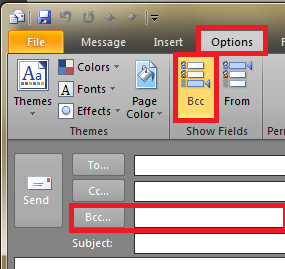 File Message Insert Options
Aa Colors
Fonts
Effects
Themes Page Color Bcc From
Themes Show Fields
To...
Cc...
Send Bcc...
Subject: